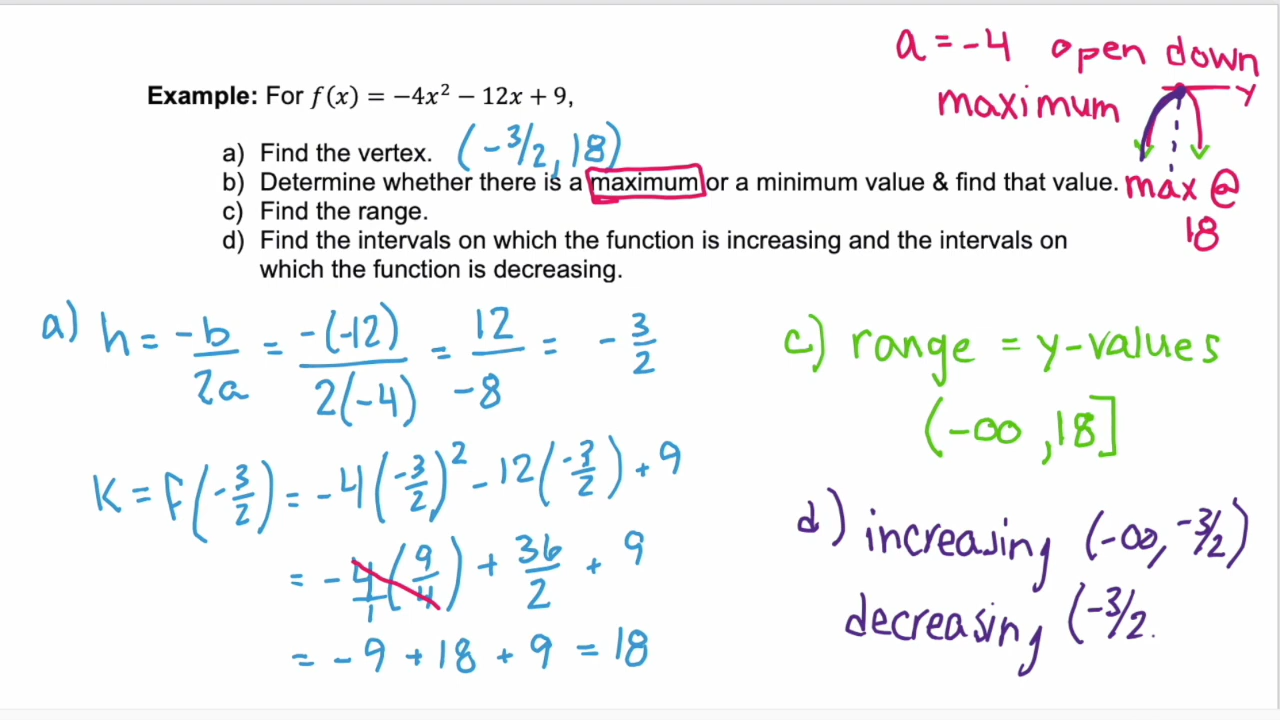 Example: For f(x) = −4x² − 12x + 9,
a) Find the vertex. (-3/2, 18)
b) Determine whether there is a maximum or a minimum value & find that value.
c) Find the range.
d) Find the intervals on which the function is increasing and the intervals on
which the function is decreasing.
a = -4 open down
maximum
y
max @
18
a) h = -b/2a = -(-12)/2(-4) = 12/-8 = -3/2
K = f(-3/2) = -4(-3/2)² - 12(-3/2) + 9
= -4/1(9/4) + 36/2 + 9
= -9 + 18 + 9 = 18
c) range = y-values
(-∞, 18]
d) increasing (-∞, -3/2)
decreasing (-3/2.